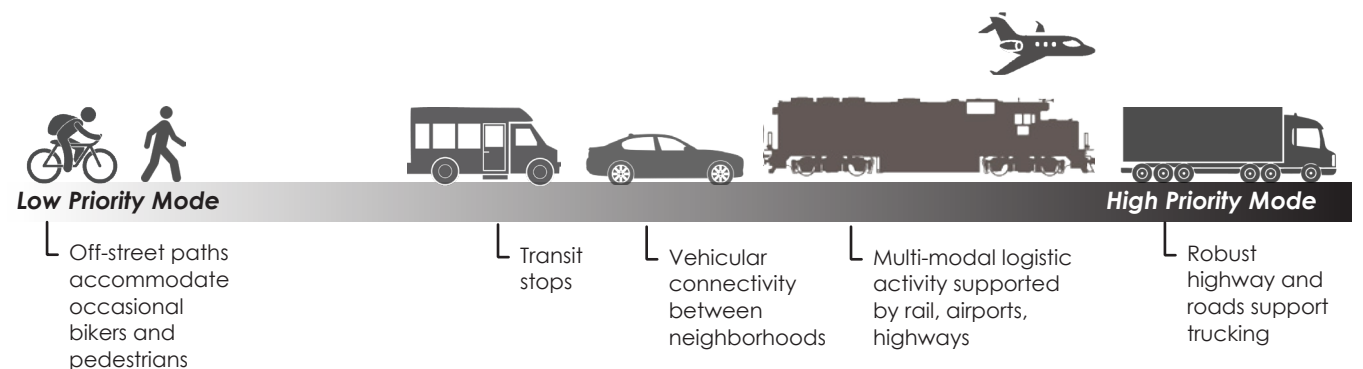 Low Priority Mode
High Priority Mode
Off-street paths
accommodate
occasional
bikers and
pedestrians
Transit
stops
Vehicular
connectivity
between
neighborhoods
Multi-modal logistic
activity supported
by rail, airports,
highways
Robust
highway and
roads support
trucking